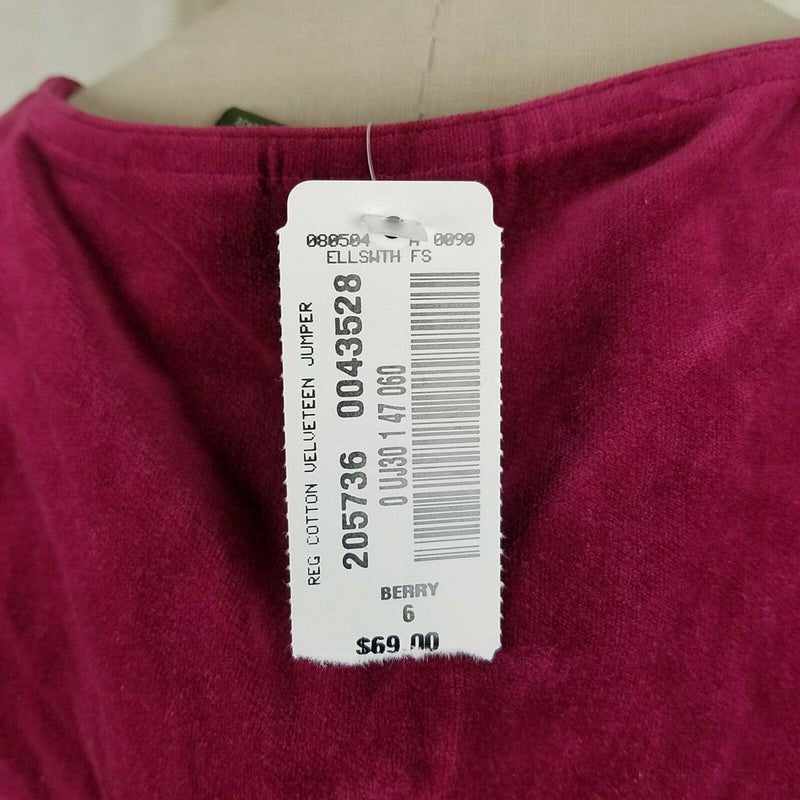 080504 A 0090
ELLSWTH FS
REG COTTON VELVETEEN JUMPER
205736 0043528
0 UJ30 1 47 060
BERRY
6
$69.00